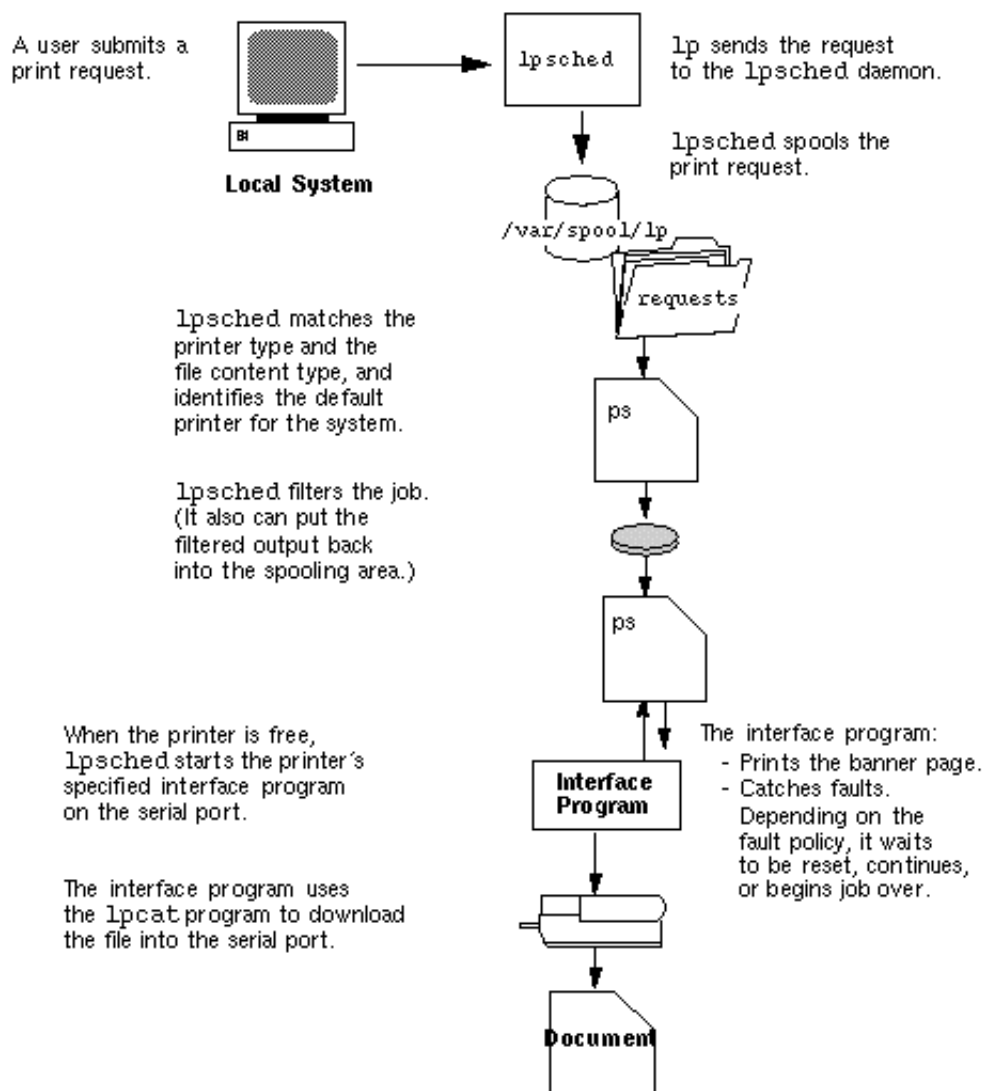 A user submits a
print request.
lpsched
lp sends the request
to the lpsched daemon.
Local System
lpsched spools the
print request.
/var/spool/lp
requests
lpsched matches the
printer type and the
file content type, and
identifies the default
printer for the system.
ps
lpsched filters the job.
(It also can put the
filtered output back
into the spooling area.)
ps
When the printer is free,
lpsched starts the printer's
specified interface program
on the serial port.
Interface
Program
The interface program:
- Prints the banner page.
- Catches faults.
Depending on the
fault policy, it waits
to be reset, continues,
or begins job over.
The interface program uses
the lpcat program to download
the file into the serial port.
Document